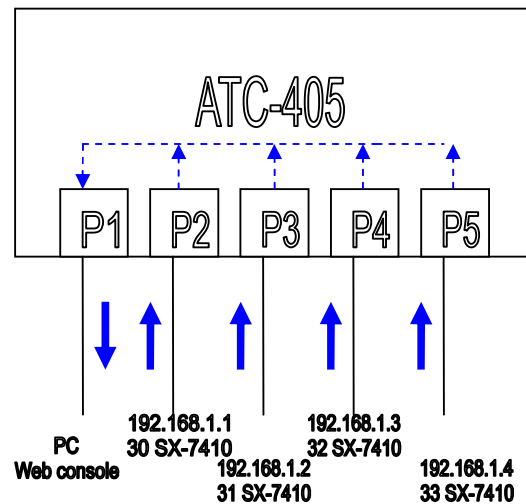 ATC-405
P1 P2 P3 P4 P5
PC
Web console
192.168.1.1
30 SX-7410
192.168.1.2
31 SX-7410
192.168.1.3
32 SX-7410
192.168.1.4
33 SX-7410